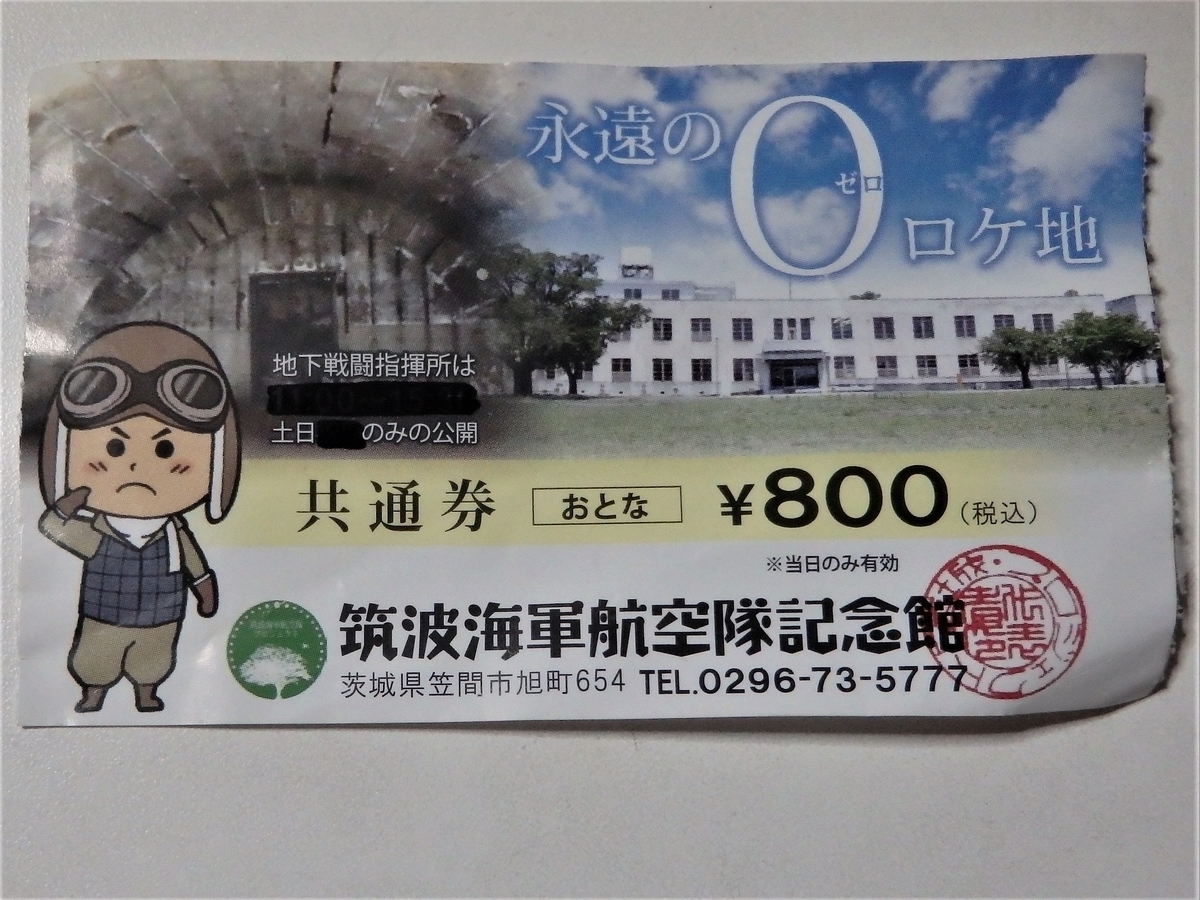 永遠の0
ゼロ
ロケ地
地下戦闘指揮所は
土日 のみの公開
共通券 おとな ¥800（税込）
※当日のみ有効
筑波海軍航空隊記念館
茨城県笠間市旭町654 TEL.0296-73-5777